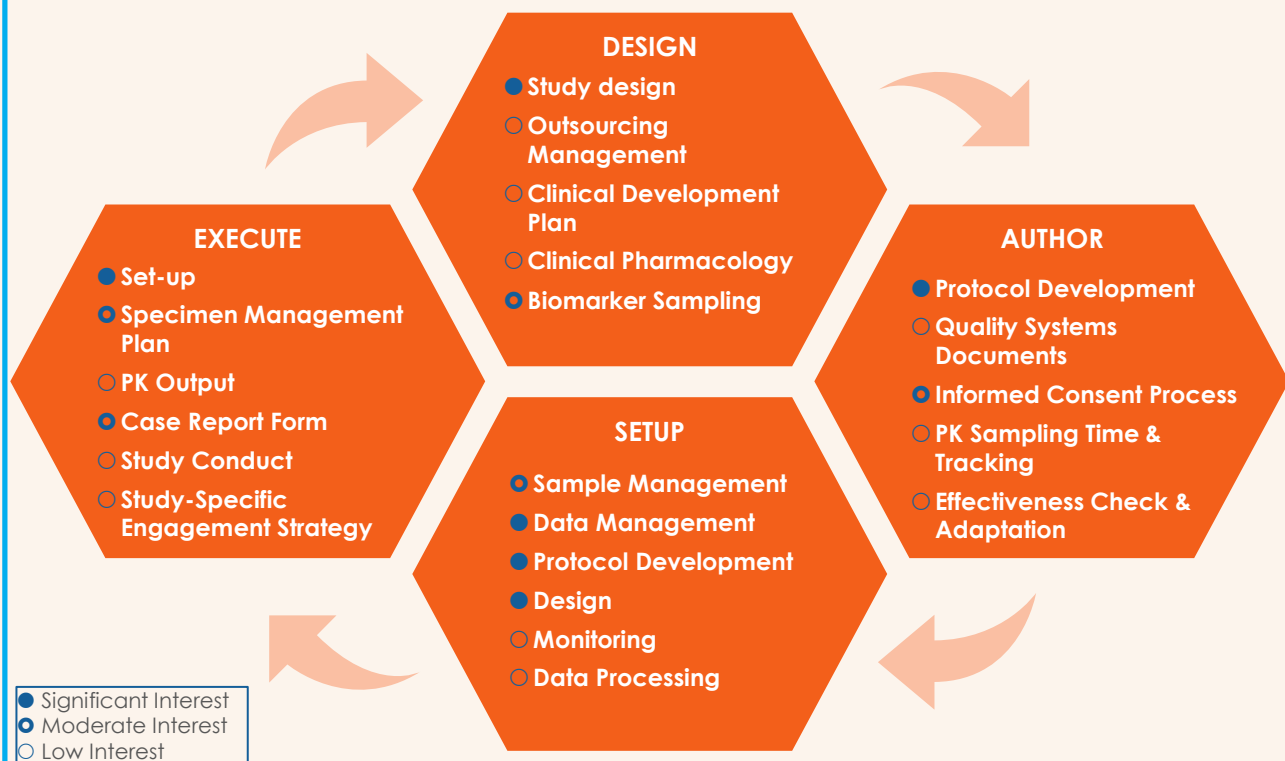 DESIGN
Study design
Outsourcing
Management
Clinical Development
Plan
Clinical Pharmacology
Biomarker Sampling
EXECUTE
Set-up
Specimen Management
Plan
PK Output
Case Report Form
Study Conduct
Study-Specific
Engagement Strategy
AUTHOR
Protocol Development
Quality Systems
Documents
Informed Consent Process
PK Sampling Time &
Tracking
Effectiveness Check &
Adaptation
SETUP
Sample Management
Data Management
Protocol Development
Design
Monitoring
Data Processing
Significant Interest
Moderate Interest
Low Interest